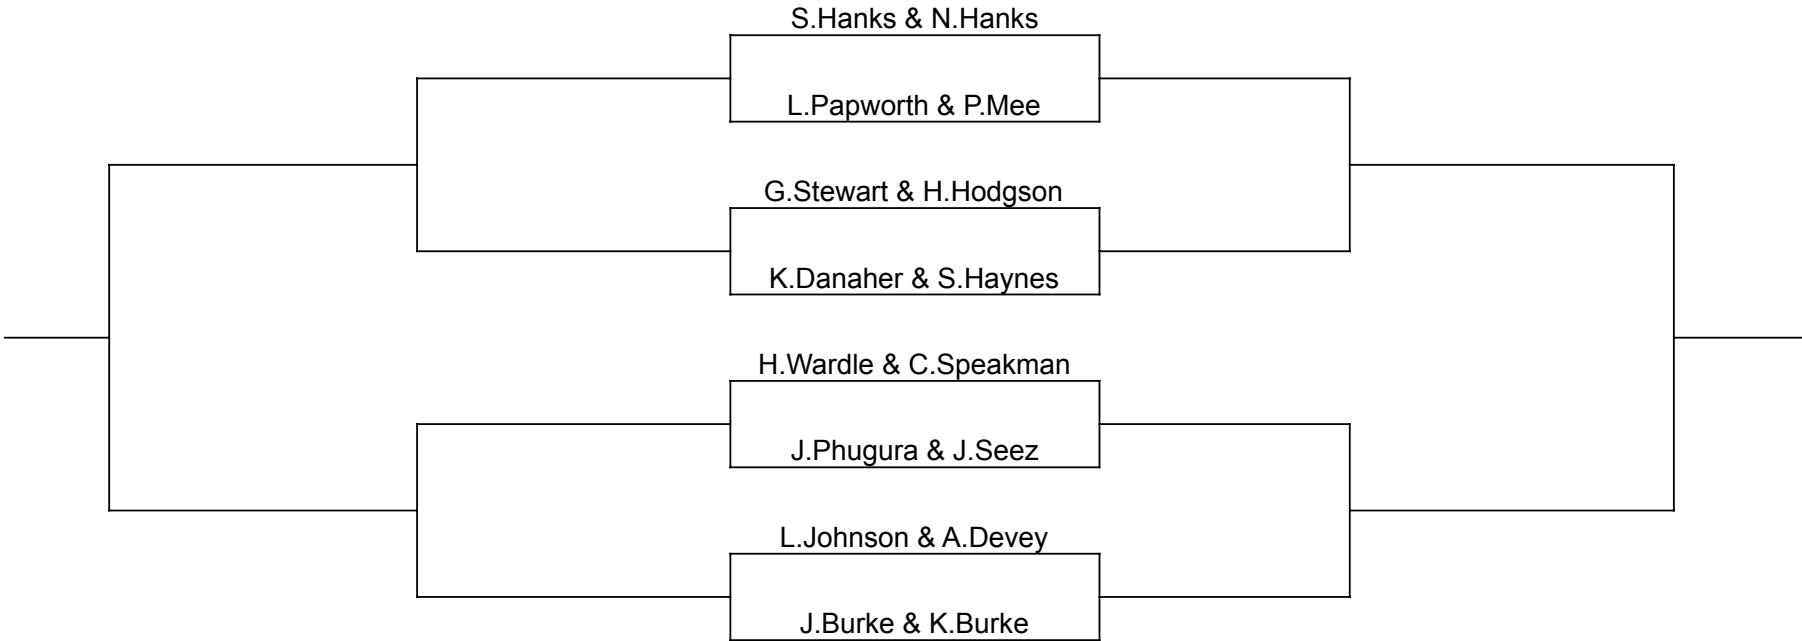 S.Hanks & N.Hanks
L.Papworth & P.Mee
G.Stewart & H.Hodgson
K.Danaher & S.Haynes
H.Wardle & C.Speakman
J.Phugura & J.Seez
L.Johnson & A.Devey
J.Burke & K.Burke